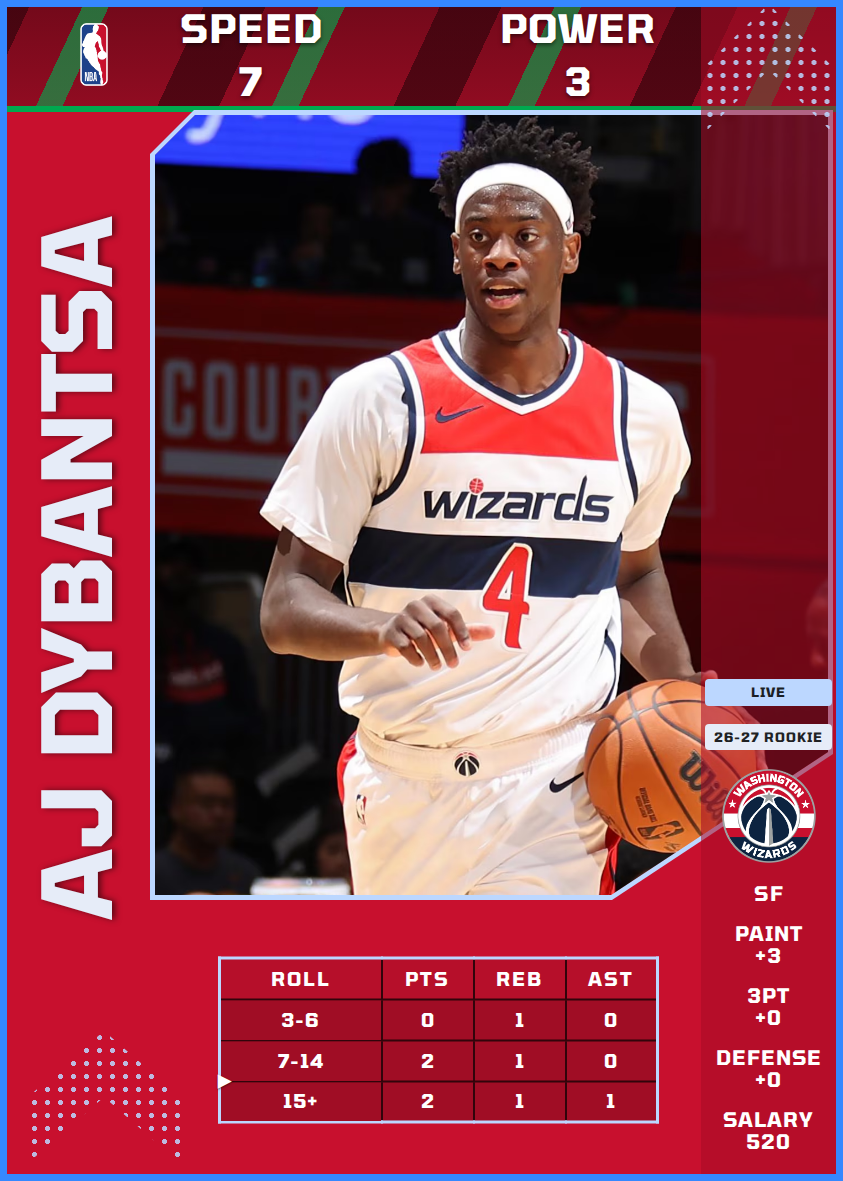 SPEED
7
POWER
3
NBA
AJ DYBANTSA
COURT
wizards
4
LIVE
26-27 ROOKIE
WASHINGTON
WIZARDS
SF
PAINT
+3
3PT
+0
DEFENSE
+0
SALARY
520
ROLL PTS REB AST
3-6 0 1 0
7-14 2 1 0
15+ 2 1 1